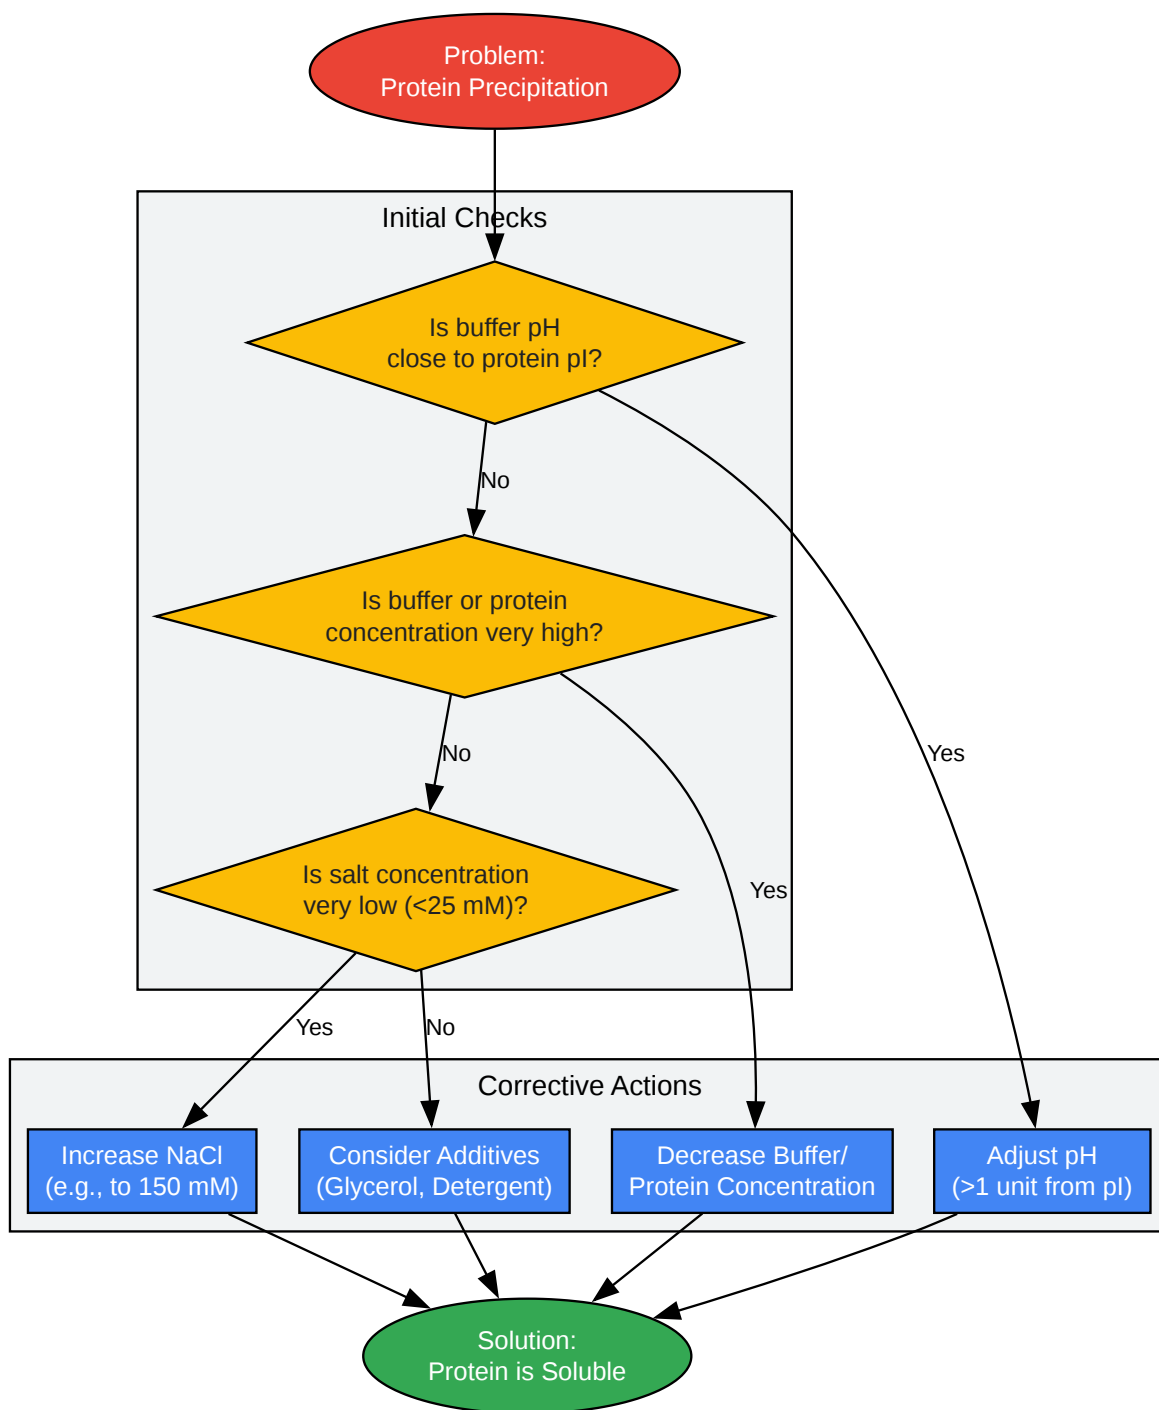 Problem:
Protein Precipitation
Initial Checks
Is buffer pH
close to protein pI?
No
Is buffer or protein
concentration very high?
No
Yes
Is salt concentration
very low (<25 mM)?
Yes
Yes
No
Corrective Actions
Increase NaCl
(e.g., to 150 mM)
Consider Additives
(Glycerol, Detergent)
Decrease Buffer/
Protein Concentration
Adjust pH
(>1 unit from pI)
Solution:
Protein is Soluble